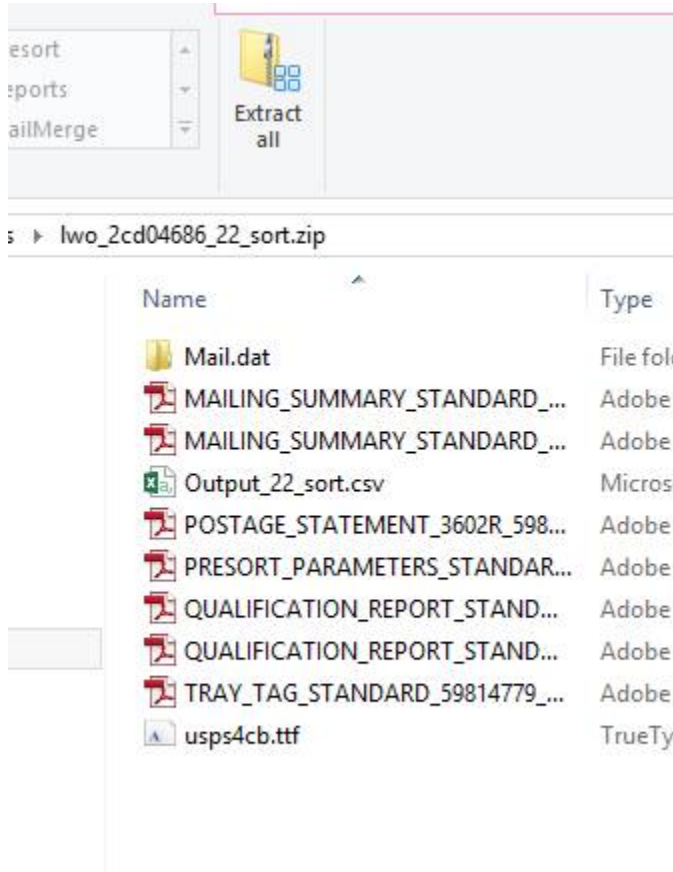 esort
eports
ailMerge
Extract
all
s ▸ lwo_2cd04686_22_sort.zip
Name Type
Mail.dat File fol
MAILING_SUMMARY_STANDARD_... Adobe
MAILING_SUMMARY_STANDARD_... Adobe
Output_22_sort.csv Micros
POSTAGE_STATEMENT_3602R_598... Adobe
PRESORT_PARAMETERS_STANDAR... Adobe
QUALIFICATION_REPORT_STAND... Adobe
QUALIFICATION_REPORT_STAND... Adobe
TRAY_TAG_STANDARD_59814779_... Adobe
usps4cb.ttf TrueTy